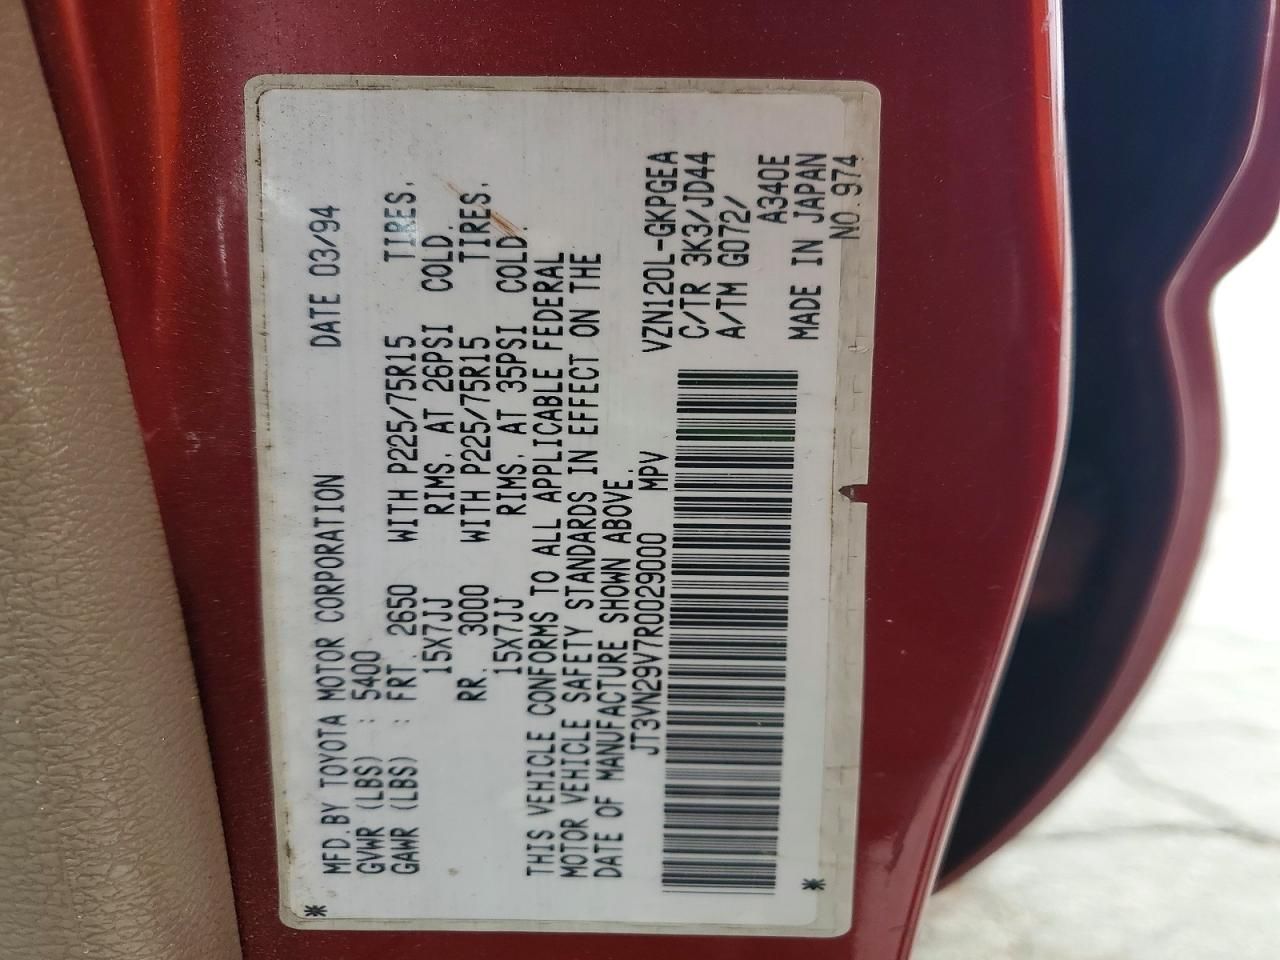 MFD.BY TOYOTA MOTOR CORPORATION DATE 03/94
GVWR (LBS) : 5400
GAWR (LBS) : FRT. 2650 WITH P225/75R15 TIRES,
15X7JJ RIMS, AT 26PSI COLD.
RR. 3000 WITH P225/75R15 TIRES,
15X7JJ RIMS, AT 35PSI COLD.
THIS VEHICLE CONFORMS TO ALL APPLICABLE FEDERAL
MOTOR VEHICLE SAFETY STANDARDS IN EFFECT ON THE
DATE OF MANUFACTURE SHOWN ABOVE.
JT3VN29V7R0029000 MPV
VZN120L-GKPGEA
C/TR 3K3/JD44
A/TM G072/
A340E
MADE IN JAPAN
NO.974